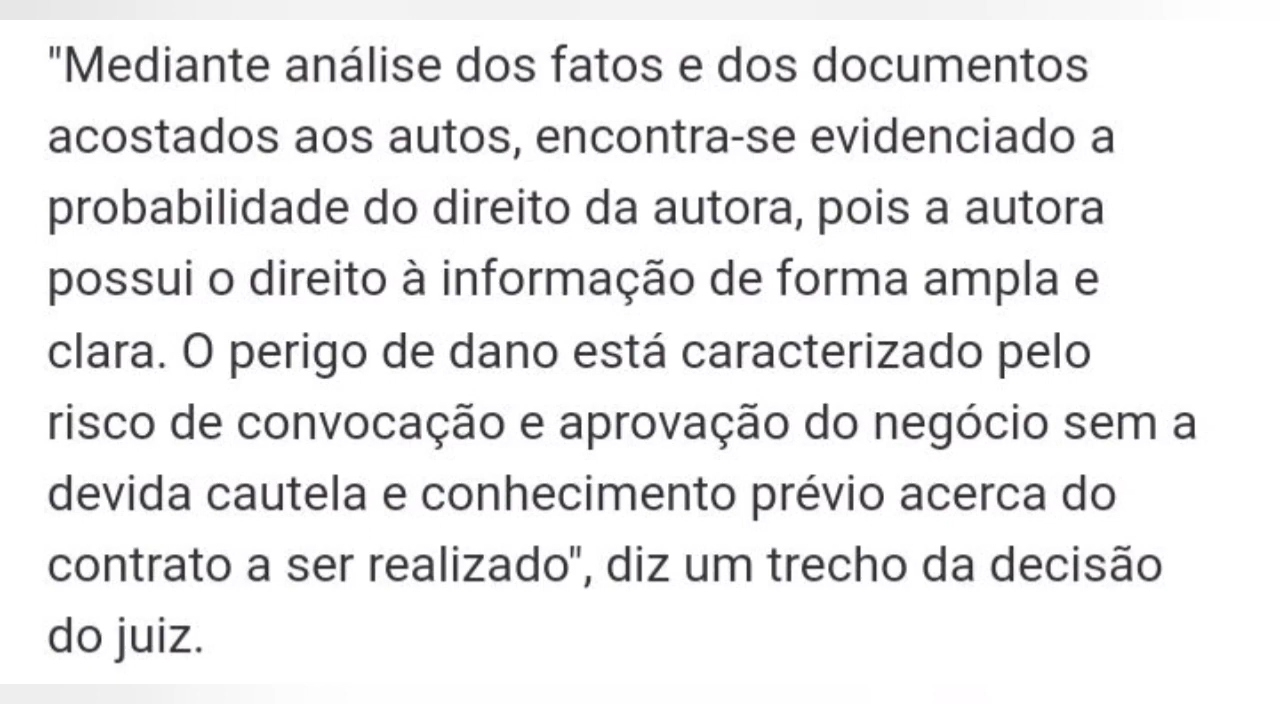 "Mediante análise dos fatos e dos documentos
acostados aos autos, encontra-se evidenciado a
probabilidade do direito da autora, pois a autora
possui o direito à informação de forma ampla e
clara. O perigo de dano está caracterizado pelo
risco de convocação e aprovação do negócio sem a
devida cautela e conhecimento prévio acerca do
contrato a ser realizado", diz um trecho da decisão
do juiz.